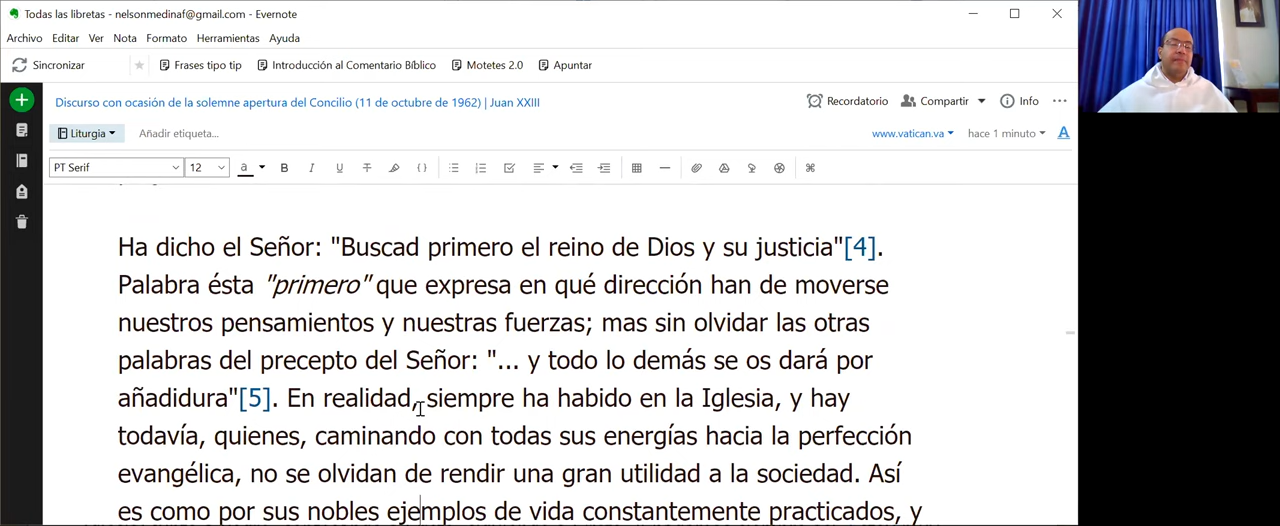 Todas las libretas - nelsonmedinaf@gmail.com - Evernote
Archivo Editar Ver Nota Formato Herramientas Ayuda
Sincronizar Frases tipo tip Introducción al Comentario Bíblico Motetes 2.0 Apuntar
Discurso con ocasión de la solemne apertura del Concilio (11 de octubre de 1962) | Juan XXIII Recordatorio Compartir Info
Liturgia Añadir etiqueta... www.vatican.va hace 1 minuto A
PT Serif 12 a B I U T {}
Ha dicho el Señor: "Buscad primero el reino de Dios y su justicia"[4].
Palabra ésta "primero" que expresa en qué dirección han de moverse
nuestros pensamientos y nuestras fuerzas; mas sin olvidar las otras
palabras del precepto del Señor: "... y todo lo demás se os dará por
añadidura"[5]. En realidad, siempre ha habido en la Iglesia, y hay
todavía, quienes, caminando con todas sus energías hacia la perfección
evangélica, no se olvidan de rendir una gran utilidad a la sociedad. Así
es como por sus nobles ejemplos de vida constantemente practicados, y